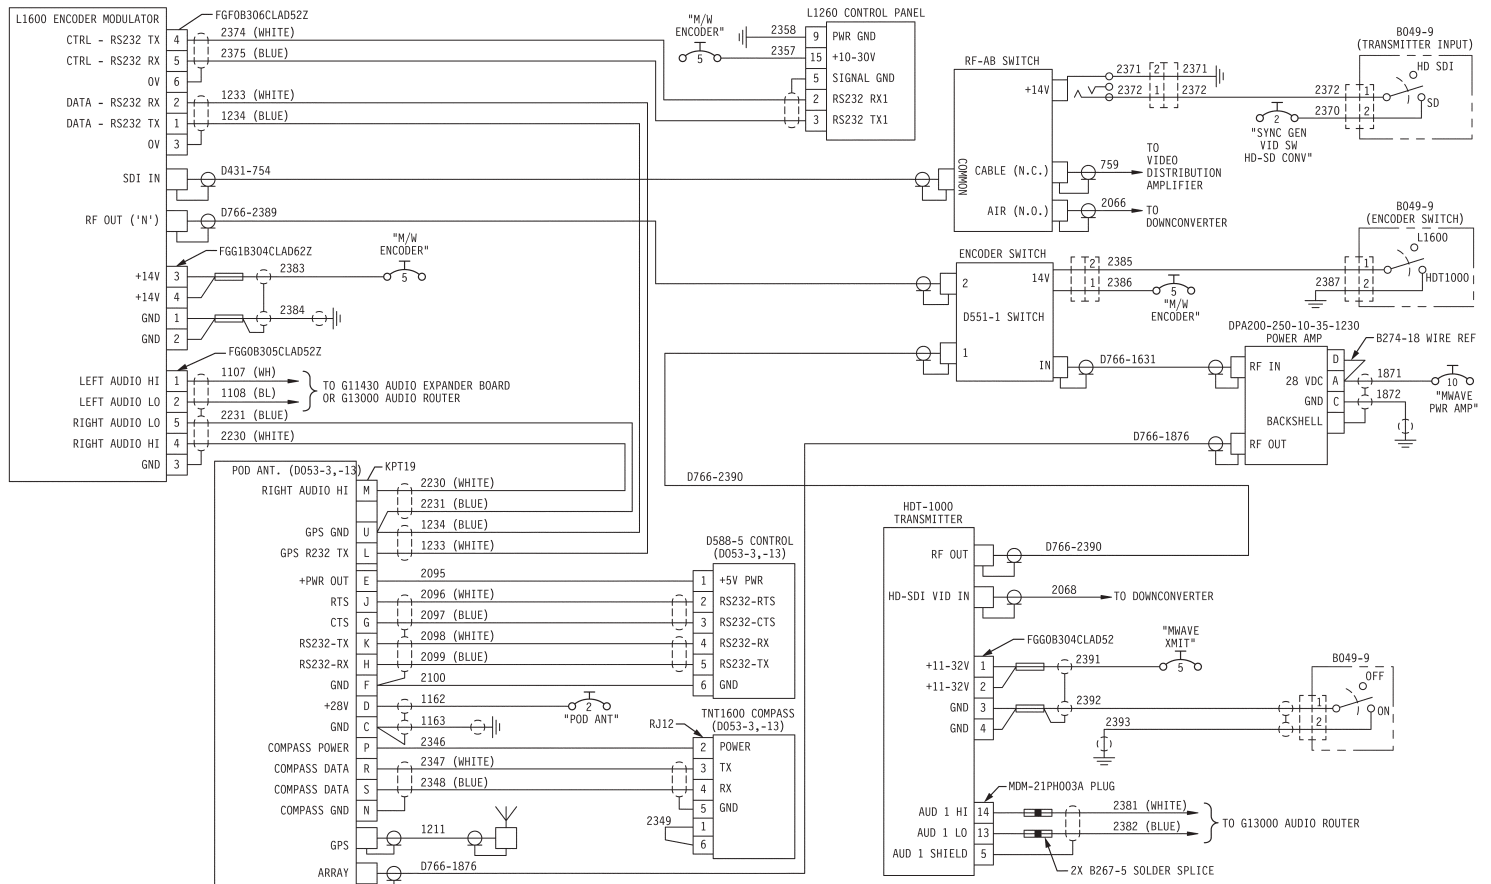 L1600 ENCODER MODULATOR
FGF0B306CLAD52Z
CTRL - RS232 TX 4 2374 (WHITE)
CTRL - RS232 RX 5 2375 (BLUE)
0V 6
DATA - RS232 RX 2 1233 (WHITE)
DATA - RS232 TX 1 1234 (BLUE)
0V 3
SDI IN D431-754
RF OUT ('N') D766-2389
FGG1B304CLAD62Z
+14V 3 2383
"M/W
ENCODER"
5
+14V 4
GND 1 2384
GND 2
FGG0B305CLAD52Z
LEFT AUDIO HI 1 1107 (WH)
LEFT AUDIO LO 2 1108 (BL)
TO G11430 AUDIO EXPANDER BOARD
OR G13000 AUDIO ROUTER
RIGHT AUDIO LO 5 2231 (BLUE)
RIGHT AUDIO HI 4 2230 (WHITE)
GND 3
L1260 CONTROL PANEL
"M/W
ENCODER"
5
2358 9 PWR GND
2357 15 +10-30V
5 SIGNAL GND
2 RS232 RX1
3 RS232 TX1
RF-AB SWITCH
+14V
2371 2 2371
2372 1 2372
COMMON
CABLE (N.C.) 759
TO
VIDEO
DISTRIBUTION
AMPLIFIER
AIR (N.O.) 2066
TO
DOWNCONVERTER
B049-9
(TRANSMITTER INPUT)
HD SDI
2372 1
SD
2370 2
2
"SYNC GEN
VID SW
HD-SD CONV"
B049-9
(ENCODER SWITCH)
L1600
1
HDT1000
2387 2
ENCODER SWITCH
2
14V
2 2385
1 2386
5
"M/W
ENCODER"
D551-1 SWITCH
1
IN D766-1631
DPA200-250-10-35-1230
POWER AMP
B274-18 WIRE REF
RF IN D
28 VDC A 1871
10
"MWAVE
PWR AMP"
GND C 1872
BACKSHELL
D766-1876 RF OUT
D766-2390
POD ANT. (D053-3,-13)
KPT19
RIGHT AUDIO HI M 2230 (WHITE)
2231 (BLUE)
GPS GND U 1234 (BLUE)
GPS R232 TX L 1233 (WHITE)
+PWR OUT E 2095
RTS J 2096 (WHITE)
CTS G 2097 (BLUE)
RS232-TX K 2098 (WHITE)
RS232-RX H 2099 (BLUE)
GND F 2100
+28V D 1162
2
"POD ANT"
GND C 1163
COMPASS POWER P 2346
COMPASS DATA R 2347 (WHITE)
COMPASS DATA S 2348 (BLUE)
COMPASS GND N
GPS 1211
ARRAY D766-1876
D588-5 CONTROL
(D053-3,-13)
1 +5V PWR
2 RS232-RTS
3 RS232-CTS
4 RS232-RX
5 RS232-TX
6 GND
TNT1600 COMPASS
(D053-3,-13)
RJ12
2 POWER
3 TX
4 RX
5 GND
2349 1
6
HDT-1000
TRANSMITTER
RF OUT D766-2390
HD-SDI VID IN 2068 TO DOWNCONVERTER
FGG0B304CLAD52
"MWAVE
XMIT"
+11-32V 1 2391 5
+11-32V 2
GND 3 2392
GND 4 2393
B049-9
OFF
1
ON
2
MDM-21PH003A PLUG
AUD 1 HI 14 2381 (WHITE)
AUD 1 LO 13 2382 (BLUE)
TO G13000 AUDIO ROUTER
AUD 1 SHIELD 5
2X B267-5 SOLDER SPLICE